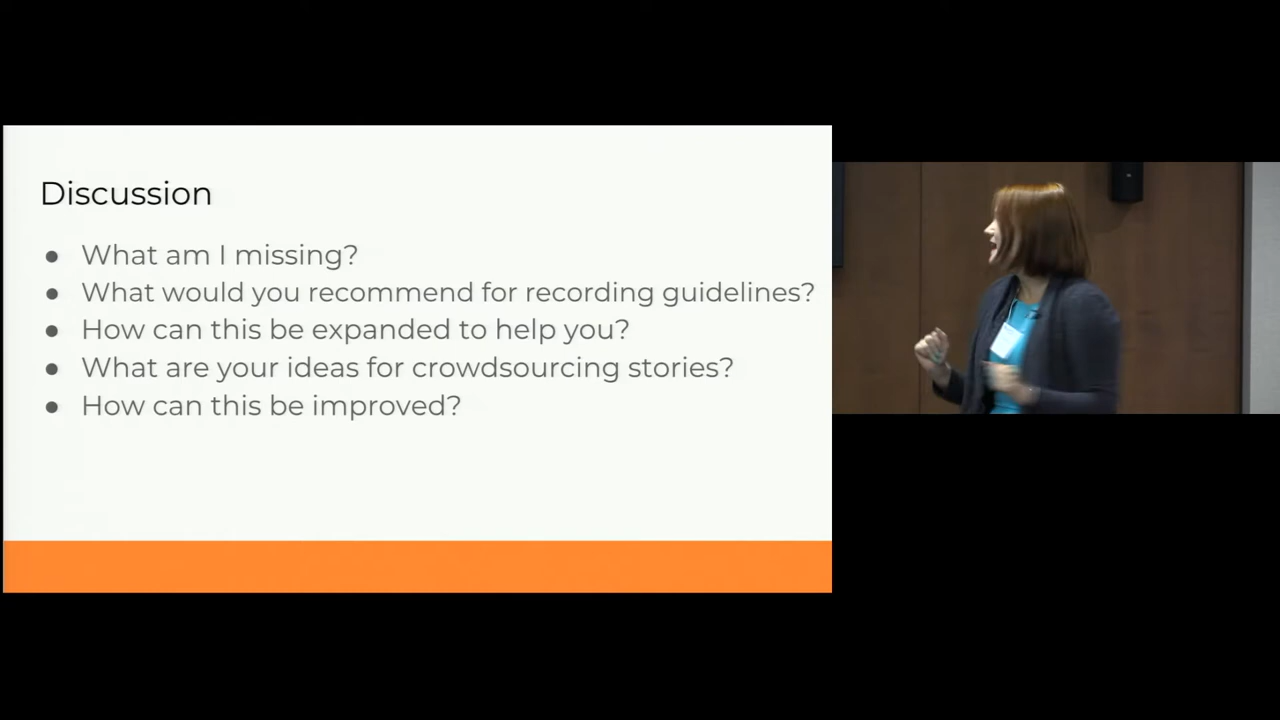 Discussion
● What am I missing?
● What would you recommend for recording guidelines?
● How can this be expanded to help you?
● What are your ideas for crowdsourcing stories?
● How can this be improved?